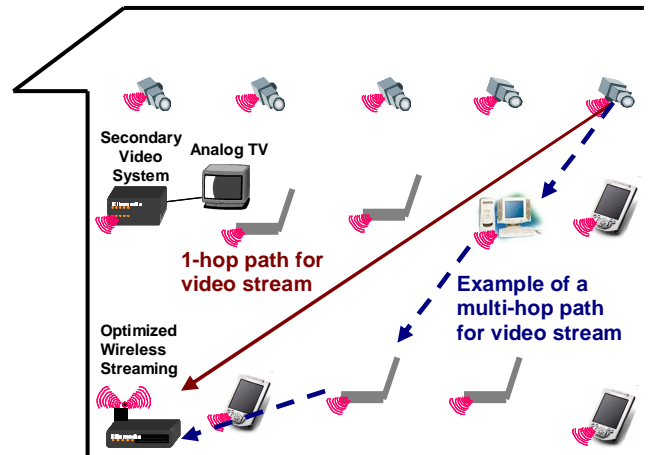 Secondary
Video
System
Analog TV
1-hop path for
video stream
Example of a
multi-hop path
for video stream
Optimized
Wireless
Streaming